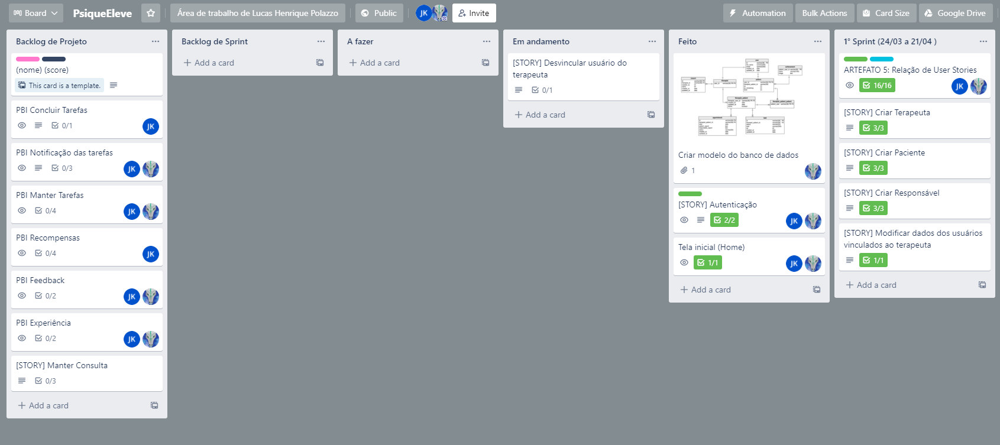 Board
PsiqueEleve
Área de trabalho de Lucas Henrique Polazzo
Public
JK
Invite
Automation
Bulk Actions
Card Size
Google Drive
Backlog de Projeto
(nome) (score)
This card is a template.
PBI Concluir Tarefas
0/1
JK
PBI Notificação das tarefas
0/3
JK
PBI Manter Tarefas
0/4
JK
PBI Recompensas
0/4
JK
PBI Feedback
0/2
JK
PBI Experiência
0/2
JK
[STORY] Manter Consulta
0/3
+ Add a card
Backlog de Sprint
+ Add a card
A fazer
+ Add a card
Em andamento
[STORY] Desvincular usuário do
terapeuta
0/1
+ Add a card
Feito
Criar modelo do banco de dados
1
[STORY] Autenticação
2/2
JK
Tela inicial (Home)
1/1
JK
+ Add a card
1° Sprint (24/03 a 21/04 )
ARTEFATO 5: Relação de User Stories
16/16
JK
[STORY] Criar Terapeuta
3/3
[STORY] Criar Paciente
3/3
[STORY] Criar Responsável
3/3
[STORY] Modificar dados dos usuários
vinculados ao terapeuta
1/1
+ Add a card